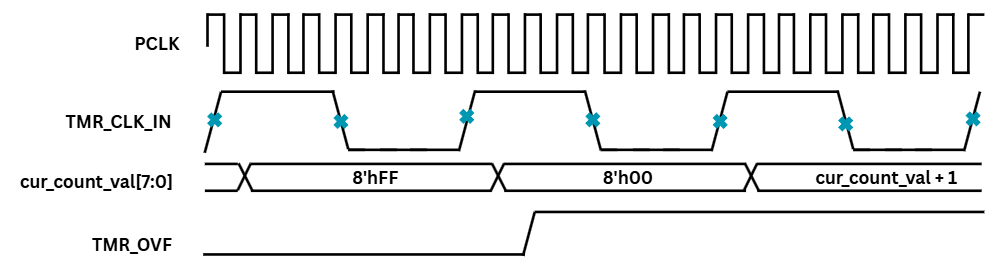 PCLK
TMR_CLK_IN
cur_count_val[7:0] 8'hFF 8'h00 cur_count_val + 1
TMR_OVF